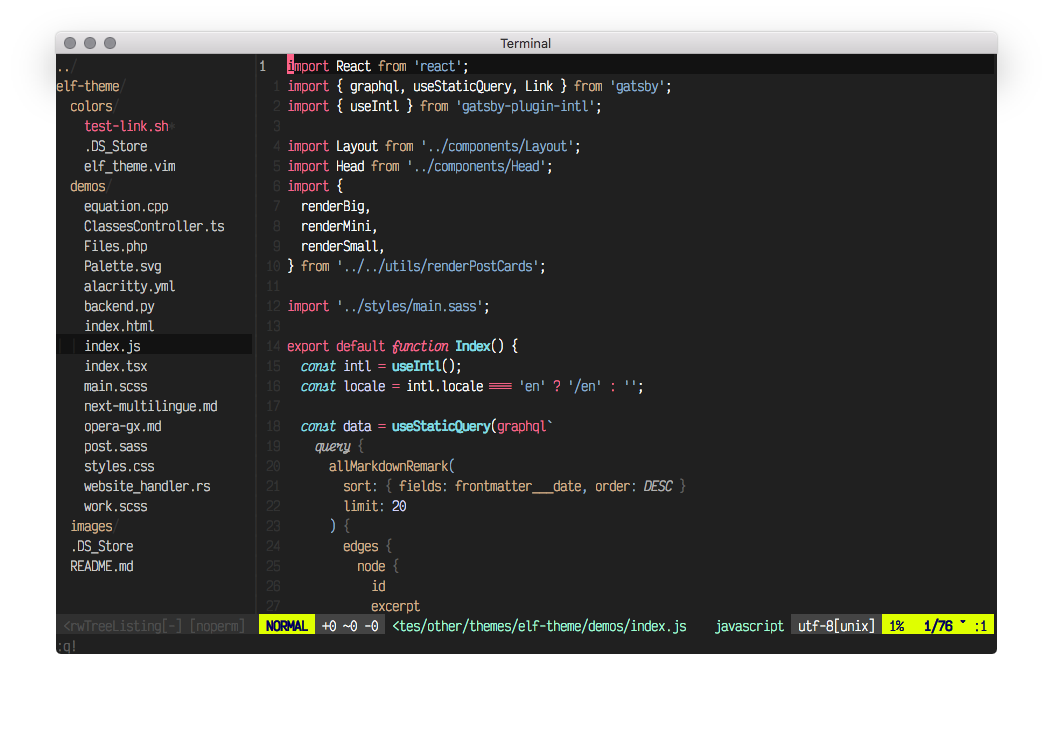 Terminal
../
elf-theme/
colors/
test-link.sh*
.DS_Store
elf_theme.vim
demos/
equation.cpp
ClassesController.ts
Files.php
Palette.svg
alacritty.yml
backend.py
index.html
index.js
index.tsx
main.scss
next-multilingue.md
opera-gx.md
post.sass
styles.css
website_handler.rs
work.scss
images/
.DS_Store
README.md
<rwTreeListing[-] [noperm]
1 import React from 'react';
1 import { graphql, useStaticQuery, Link } from 'gatsby';
2 import { useIntl } from 'gatsby-plugin-intl';
3
4 import Layout from '../components/Layout';
5 import Head from '../components/Head';
6 import {
7 renderBig,
8 renderMini,
9 renderSmall,
10 } from '../../utils/renderPostCards';
11
12 import '../styles/main.sass';
13
14 export default function Index() {
15 const intl = useIntl();
16 const locale = intl.locale === 'en' ? '/en' : '';
17
18 const data = useStaticQuery(graphql`
19 query {
20 allMarkdownRemark(
21 sort: { fields: frontmatter___date, order: DESC }
22 limit: 20
23 ) {
24 edges {
25 node {
26 id
27 excerpt
NORMAL +0 ~0 -0 <tes/other/themes/elf-theme/demos/index.js javascript utf-8[unix] 1% 1/76 :1
:q!